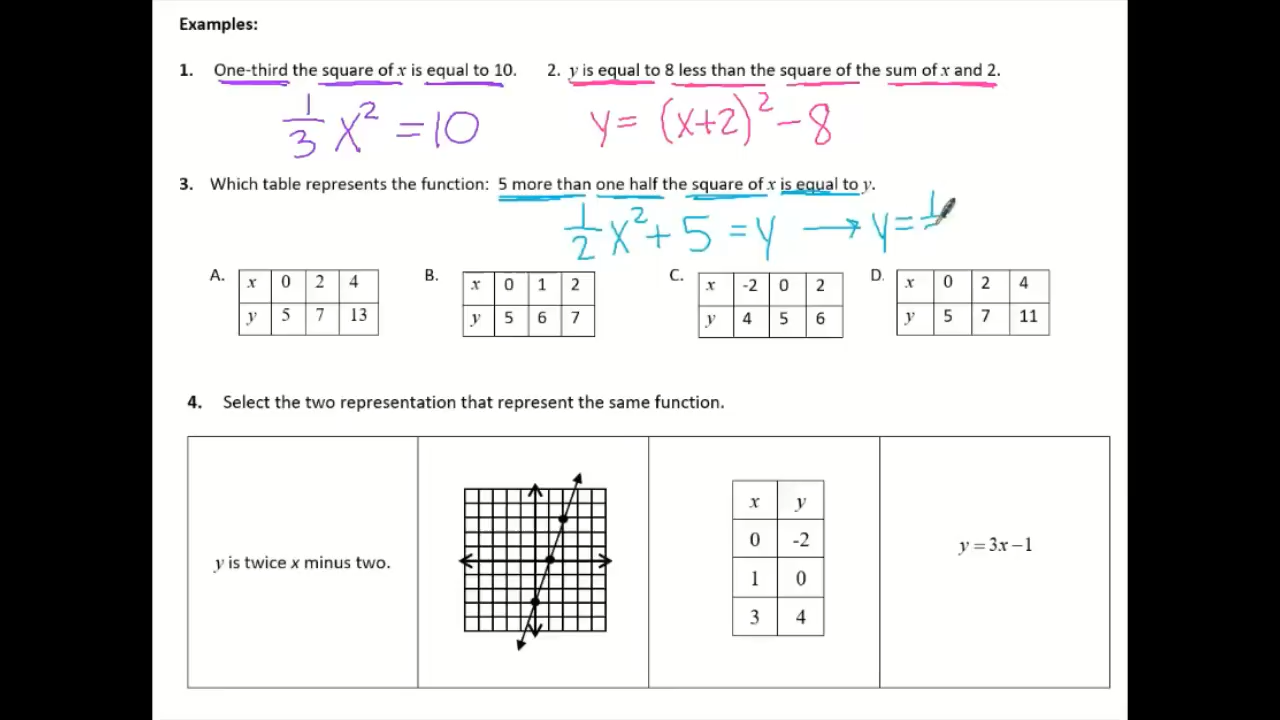 Examples:
1. One-third the square of x is equal to 10. 2. y is equal to 8 less than the square of the sum of x and 2.
1/3 x² = 10 y = (x+2)² - 8
3. Which table represents the function: 5 more than one half the square of x is equal to y.
1/2 x² + 5 = y → y = 1
A. B. C. D.
x 0 2 4 x 0 1 2 x -2 0 2 x 0 2 4
y 5 7 13 y 5 6 7 y 4 5 6 y 5 7 11
4. Select the two representation that represent the same function.
x y
0 -2
y is twice x minus two. y = 3x – 1
1 0
3 4